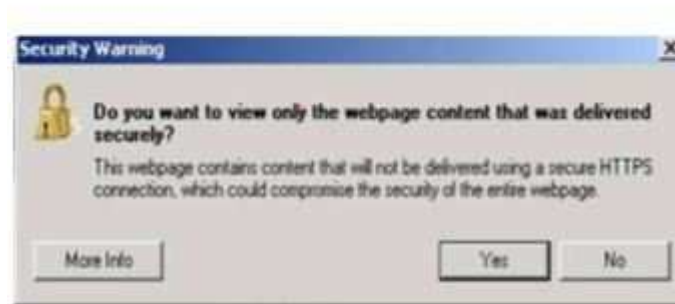 Security Warning
Do you want to view only the webpage content that was delivered
securely?
This webpage contains content that will not be delivered using a secure HTTPS
connection, which could compromise the security of the entire webpage.
More Info
Yes
No